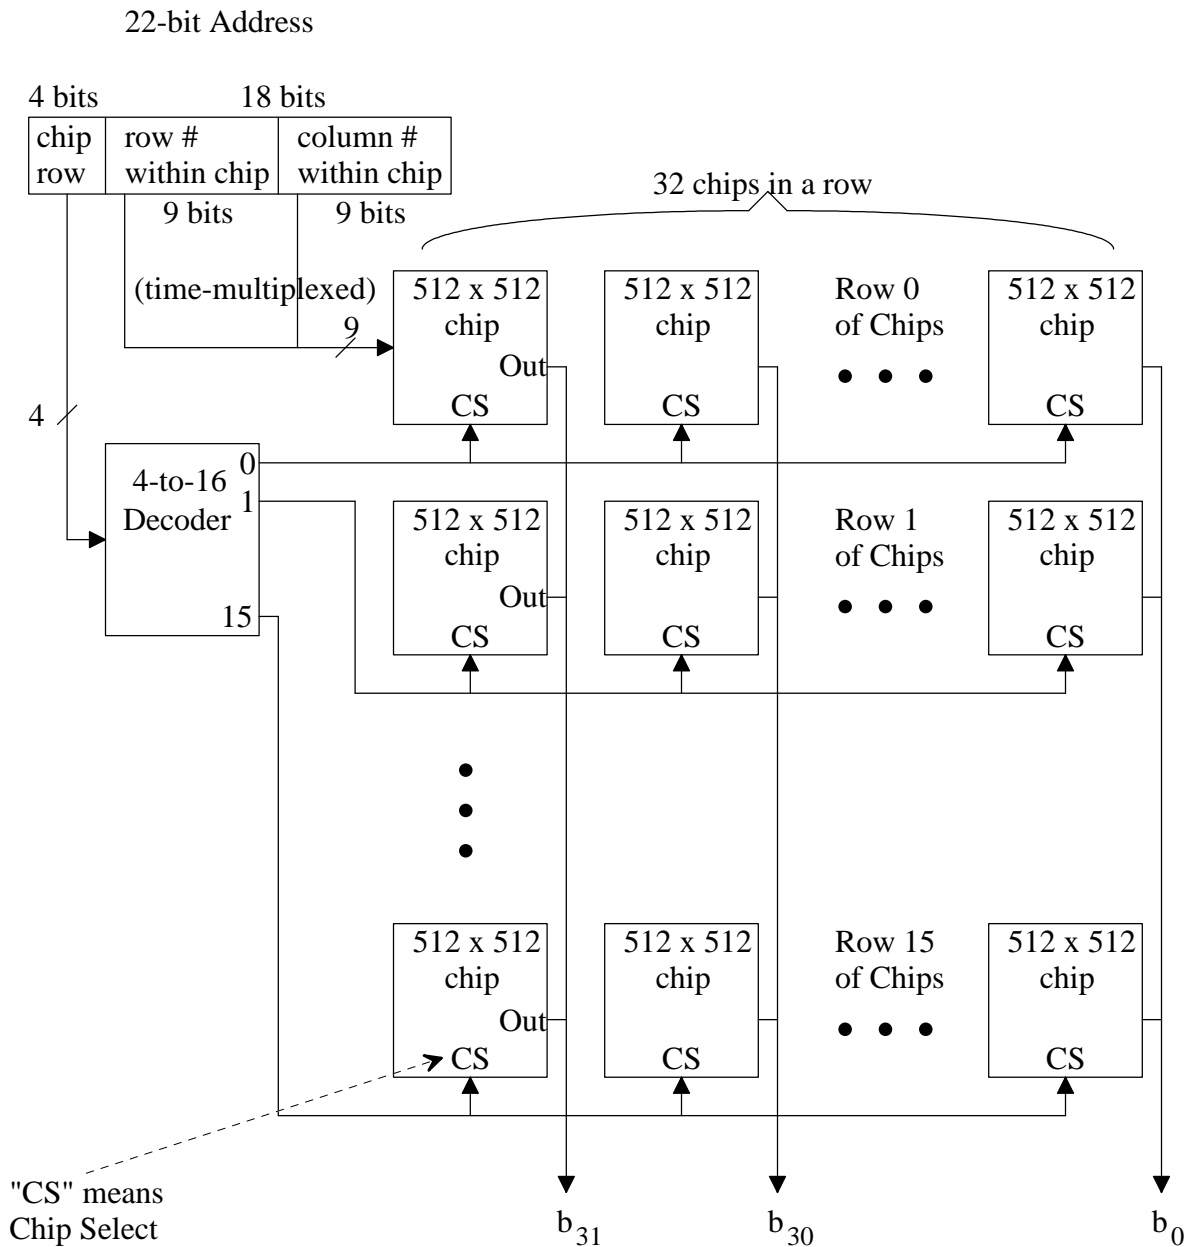 22-bit Address
4 bits 18 bits
chip row # column #
row within chip within chip
9 bits 9 bits
32 chips in a row
(time-multiplexed)
9
512 x 512 512 x 512 Row 0 512 x 512
chip chip of Chips chip
Out
CS CS CS
4
4-to-16
Decoder
0
1
15
512 x 512 512 x 512 Row 1 512 x 512
chip chip of Chips chip
Out
CS CS CS
512 x 512 512 x 512 Row 15 512 x 512
chip chip of Chips chip
Out
CS CS CS
"CS" means
Chip Select
b31 b30 b0